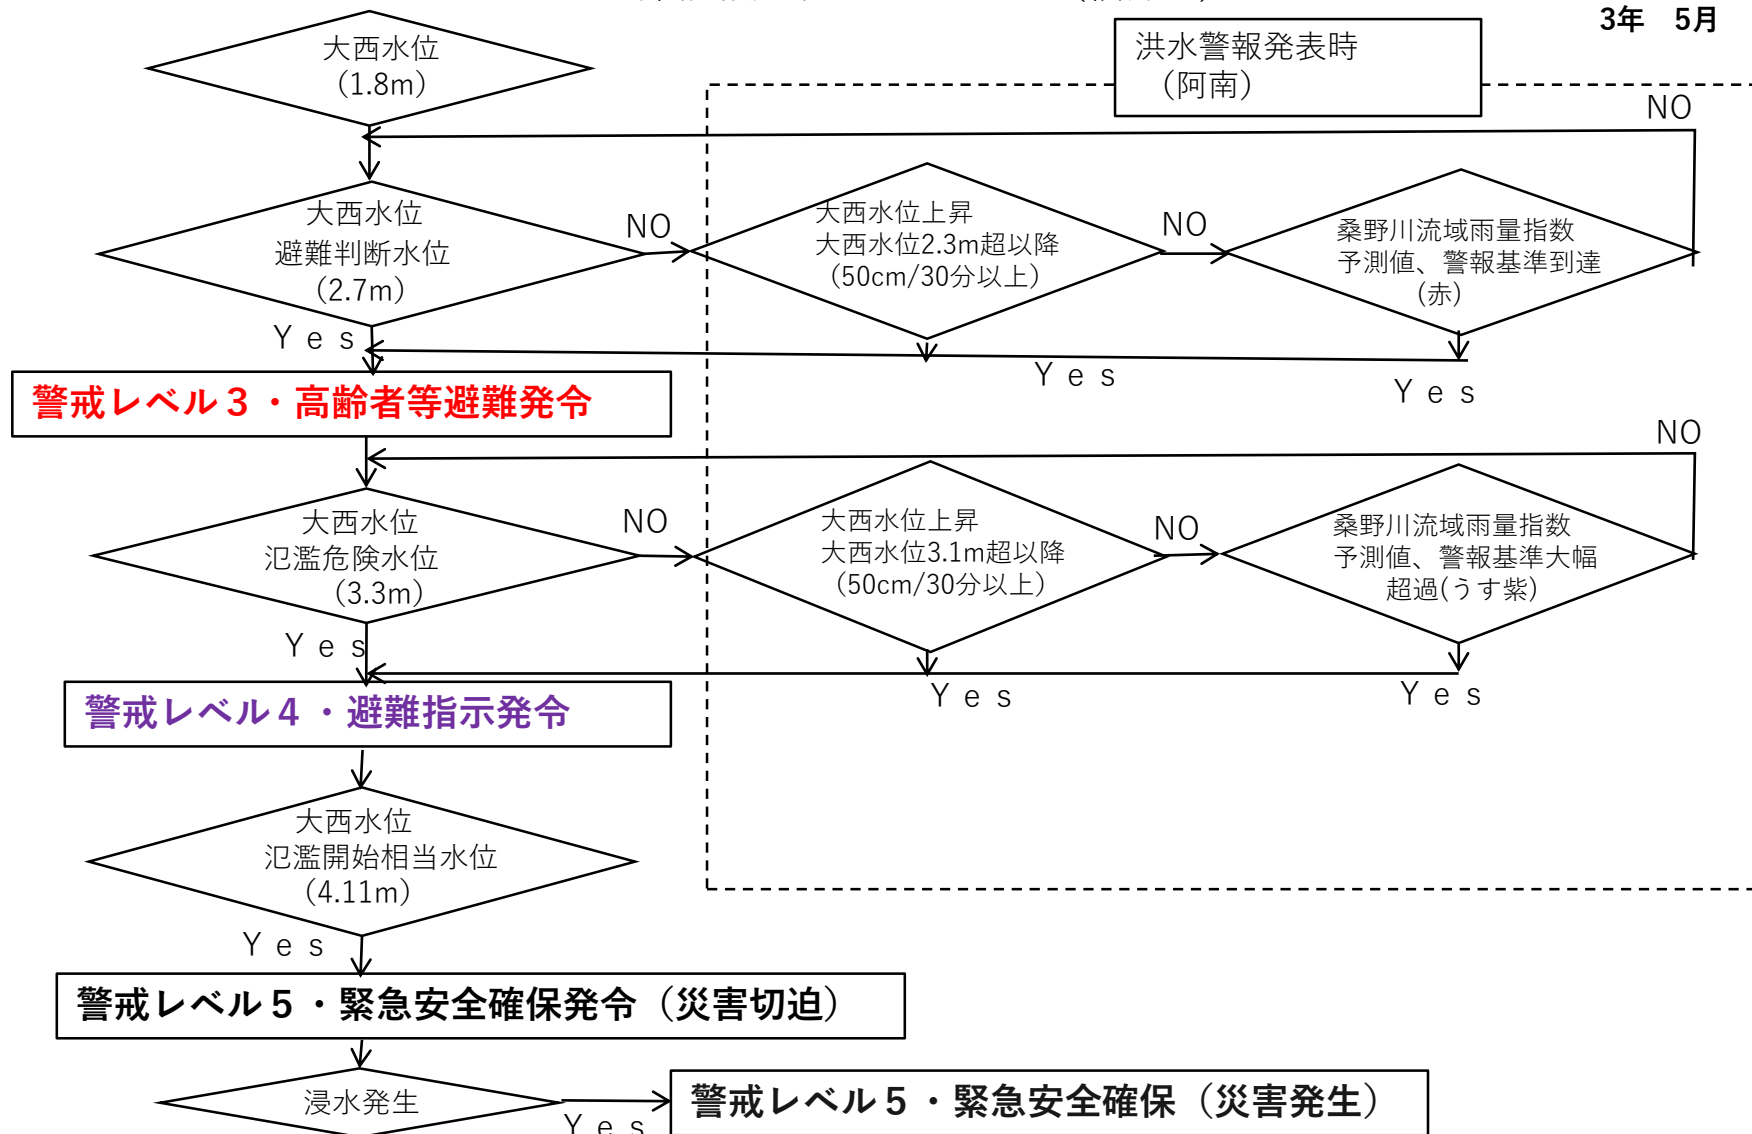 3年　5月
大西水位
(1.8m)
洪水警報発表時
（阿南）
NO
大西水位
避難判断水位
(2.7m)
NO
大西水位上昇
大西水位2.3m超以降
(50cm/30分以上)
NO
桑野川流域雨量指数
予測値、警報基準到達
(赤)
Ｙｅｓ
Ｙｅｓ
Ｙｅｓ
警戒レベル３・高齢者等避難発令
NO
大西水位
氾濫危険水位
(3.3m)
NO
大西水位上昇
大西水位3.1m超以降
(50cm/30分以上)
NO
桑野川流域雨量指数
予測値、警報基準大幅
超過(うす紫)
Ｙｅｓ
Ｙｅｓ
Ｙｅｓ
警戒レベル４・避難指示発令
大西水位
氾濫開始相当水位
(4.11m)
Ｙｅｓ
警戒レベル５・緊急安全確保発令（災害切迫）
浸水発生
Ｙｅｓ
警戒レベル５・緊急安全確保（災害発生）